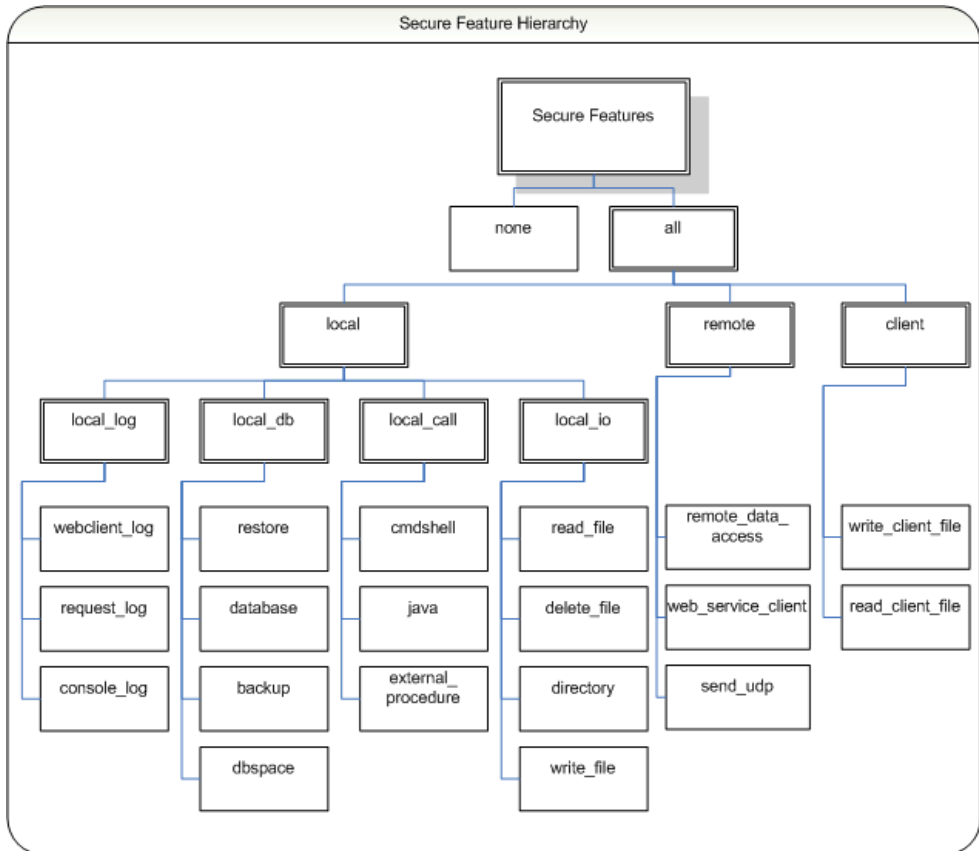 Secure Feature Hierarchy
Secure Features
none
all
local
remote
client
local_log
local_db
local_call
local_io
webclient_log
restore
cmdshell
read_file
remote_data_
access
write_client_file
request_log
database
java
delete_file
web_service_client
read_client_file
console_log
backup
external_
procedure
directory
send_udp
dbspace
write_file